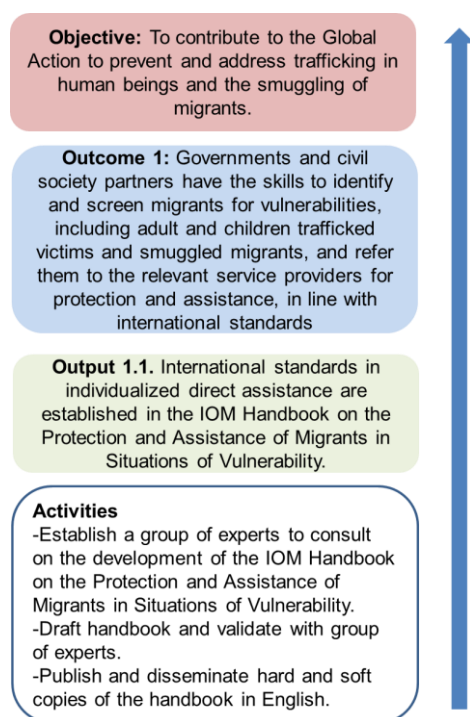 Objective: To contribute to the Global
Action to prevent and address trafficking in
human beings and the smuggling of
migrants.
Outcome 1: Governments and civil
society partners have the skills to identify
and screen migrants for vulnerabilities,
including adult and children trafficked
victims and smuggled migrants, and refer
them to the relevant service providers for
protection and assistance, in line with
international standards
Output 1.1. International standards in
individualized direct assistance are
established in the IOM Handbook on the
Protection and Assistance of Migrants in
Situations of Vulnerability.
Activities
-Establish a group of experts to consult
on the development of the IOM Handbook
on the Protection and Assistance of
Migrants in Situations of Vulnerability.
-Draft handbook and validate with group
of experts.
-Publish and disseminate hard and soft
copies of the handbook in English.